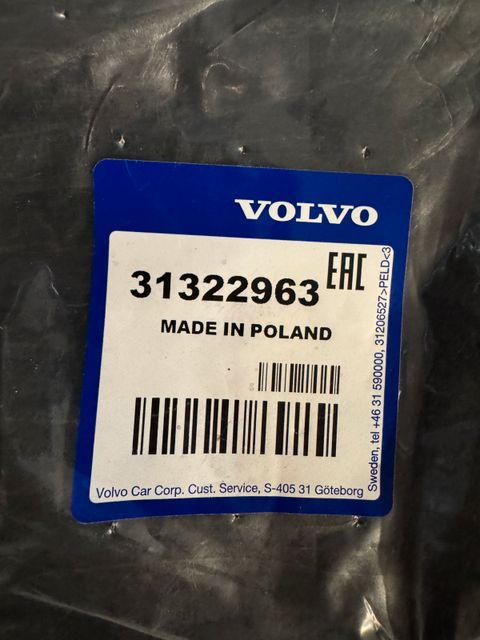 VOLVO
31322963
EAC
MADE IN POLAND
S
Volvo Car Corp. Cust. Service, S-405 31 Göteborg
Sweden, tel +46 31 590000, 31206527>PELD<3